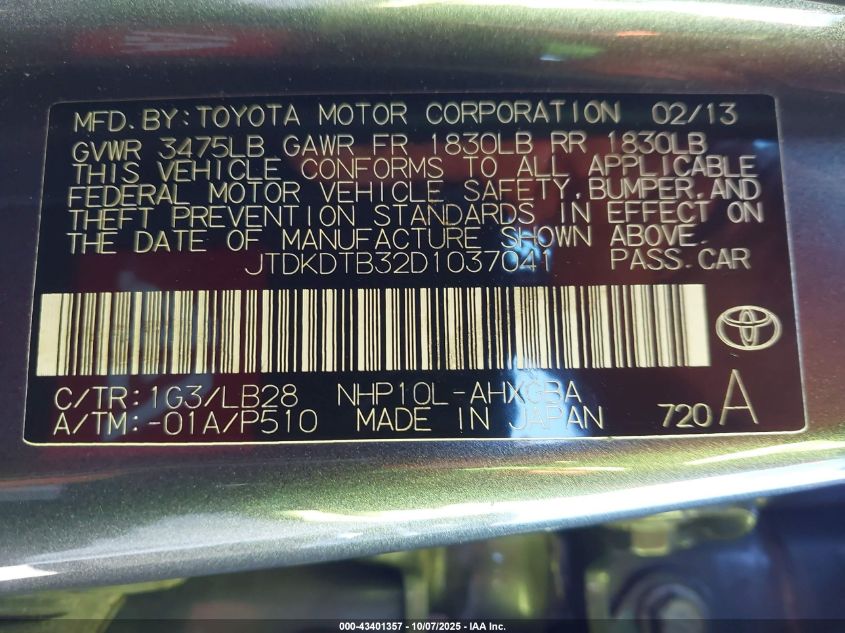 MFD. BY: TOYOTA MOTOR CORPORATION 02/13
GVWR 3475LB GAWR FR 1830LB RR 1830LB
THIS VEHICLE CONFORMS TO ALL APPLICABLE
FEDERAL MOTOR VEHICLE SAFETY, BUMPER, AND
THEFT PREVENTION STANDARDS IN EFFECT ON
THE DATE OF MANUFACTURE SHOWN ABOVE.
JTDKDTB32D1037041 PASS. CAR
C/TR: 1G3/LB28 NHP10L-AHXGBA
A/TM: -01A/P510 MADE IN JAPAN 720 A
000-43401357 - 10/07/2025 - IAA Inc.